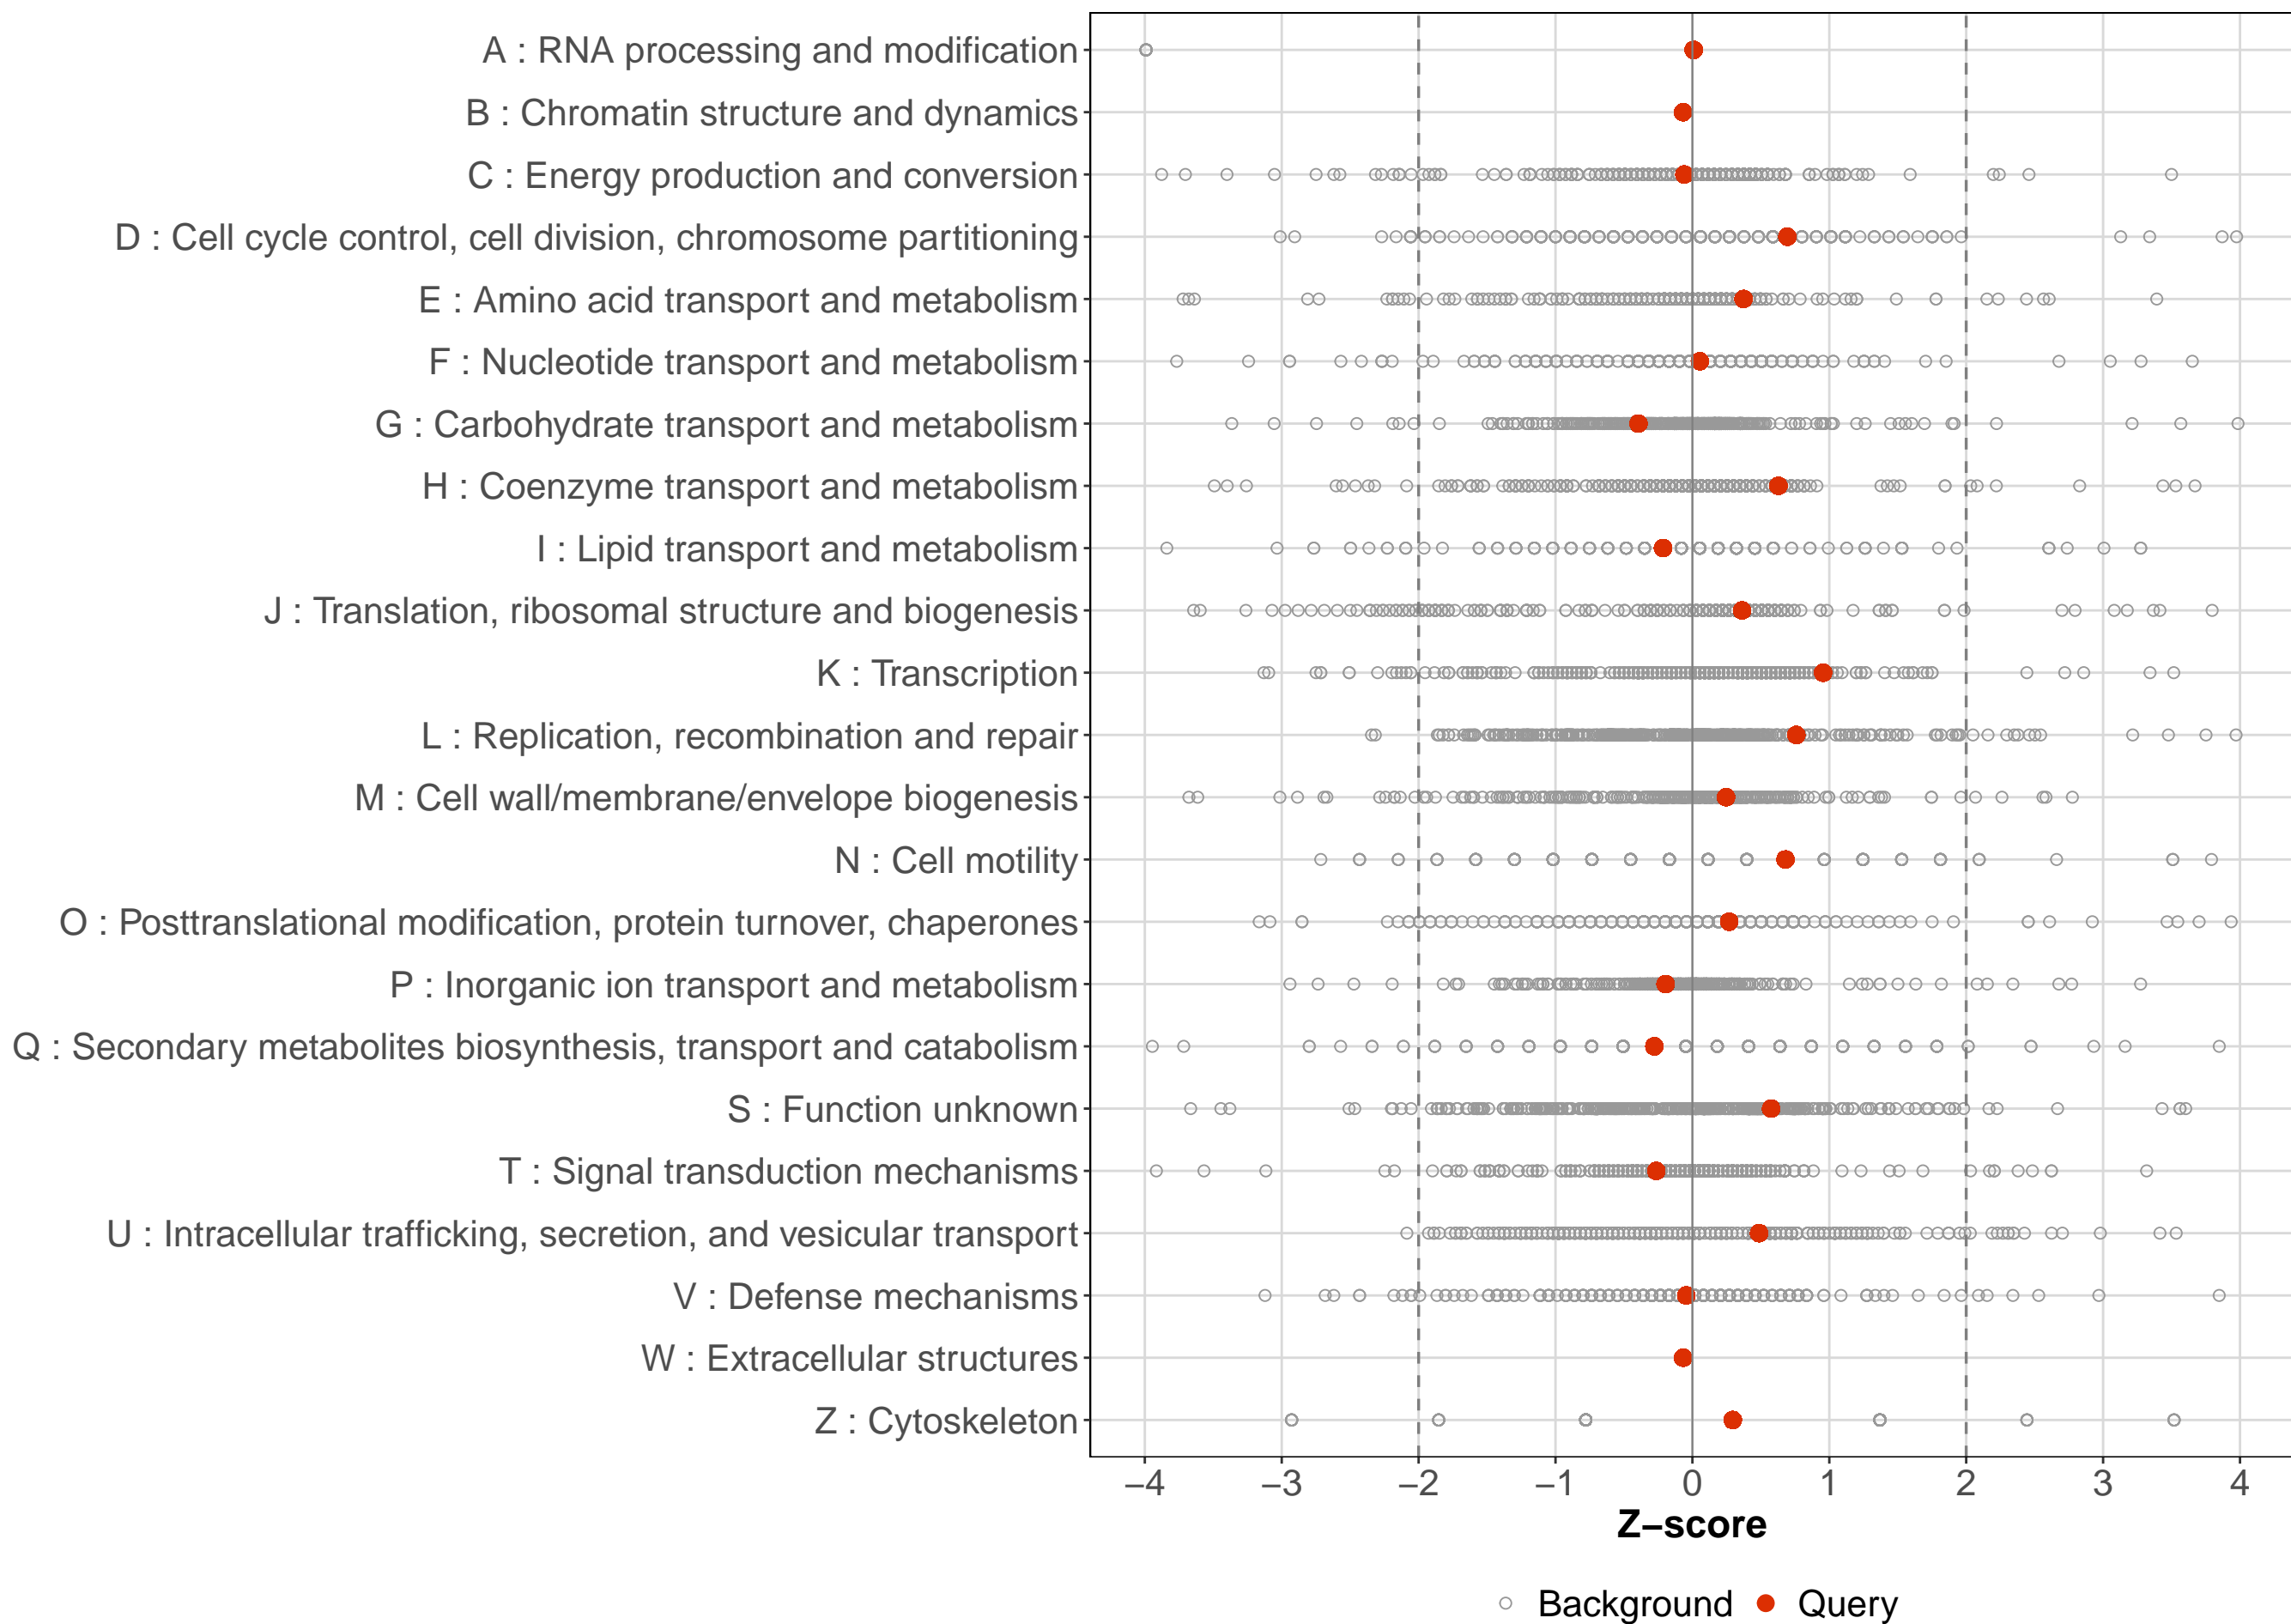 A : RNA processing and modification
B : Chromatin structure and dynamics
C : Energy production and conversion
D : Cell cycle control, cell division, chromosome partitioning
E : Amino acid transport and metabolism
F : Nucleotide transport and metabolism
G : Carbohydrate transport and metabolism
H : Coenzyme transport and metabolism
I : Lipid transport and metabolism
J : Translation, ribosomal structure and biogenesis
K : Transcription
L : Replication, recombination and repair
M : Cell wall/membrane/envelope biogenesis
N : Cell motility
O : Posttranslational modification, protein turnover, chaperones
P : Inorganic ion transport and metabolism
Q : Secondary metabolites biosynthesis, transport and catabolism
S : Function unknown
T : Signal transduction mechanisms
U : Intracellular trafficking, secretion, and vesicular transport
V : Defense mechanisms
W : Extracellular structures
Z : Cytoskeleton
−4 −3 −2 −1 0 1 2 3 4
Z−score
Background Query